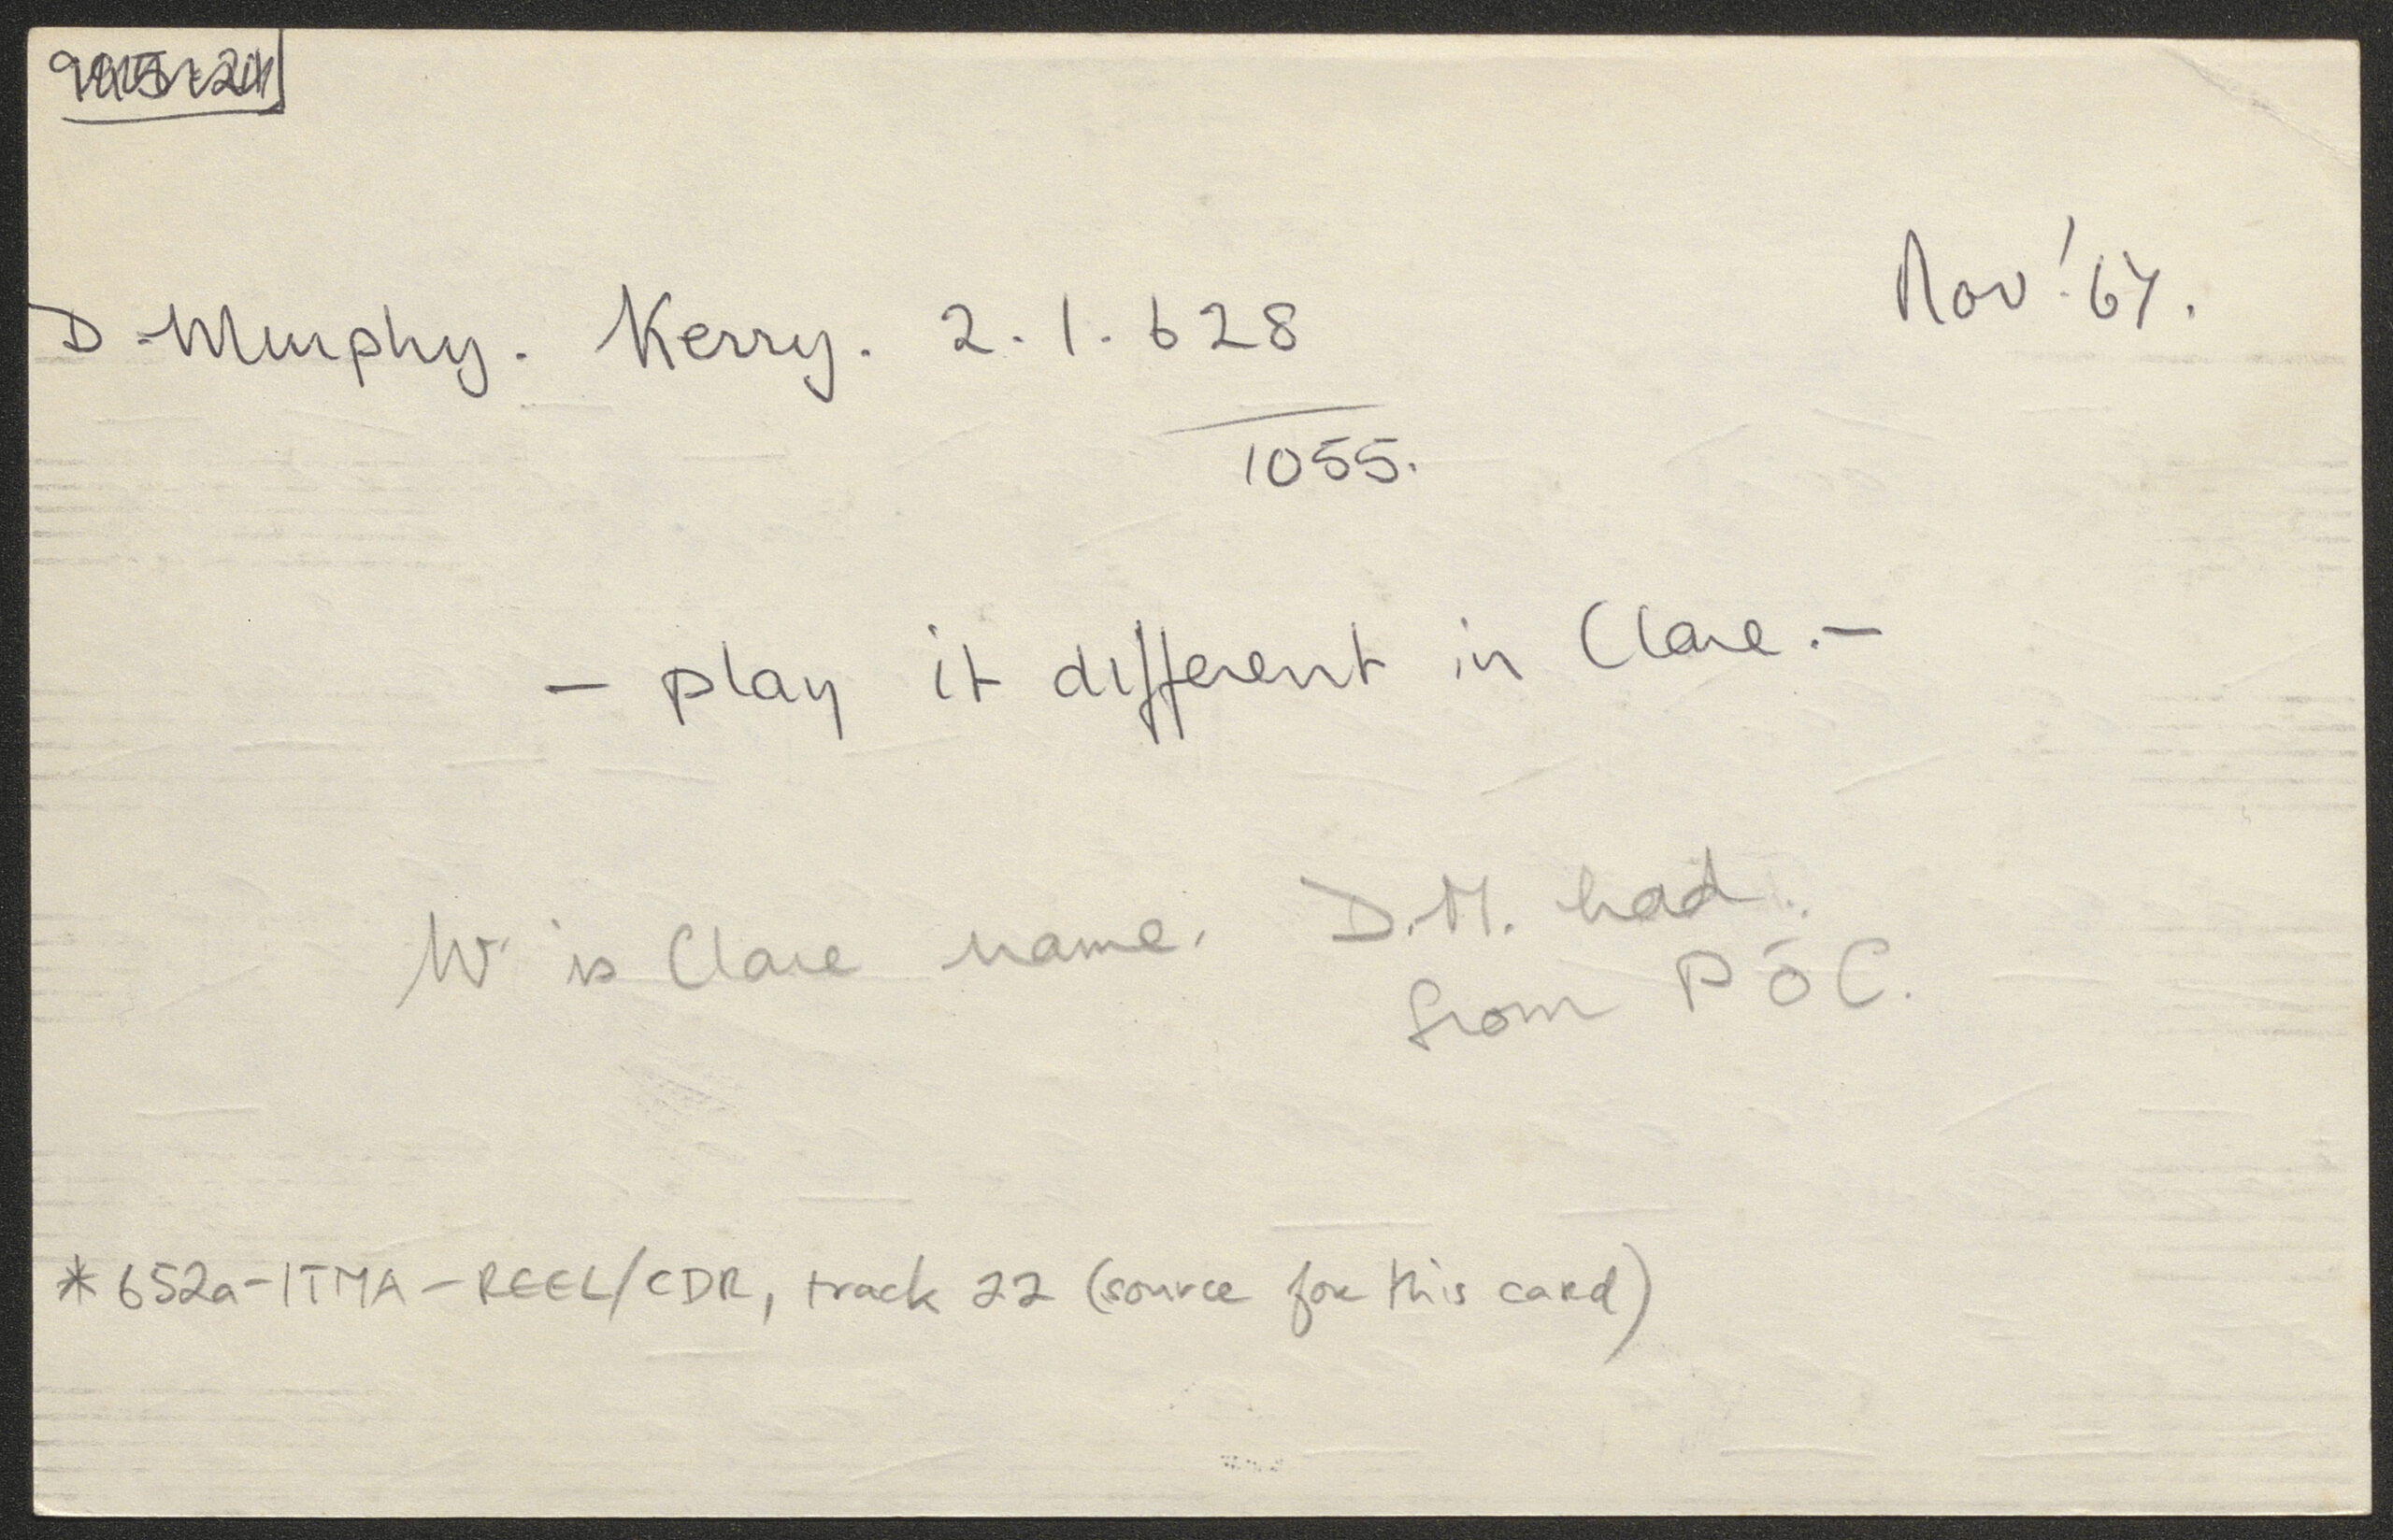 D. Murphy. Kerry. 2.1.628
Nov '67.
1055.
— play it different in Clare. —
W. is Clare name. D.M. had
from P Ó C.
*652a-ITMA-REEL/CDR, track 22 (source for this card)